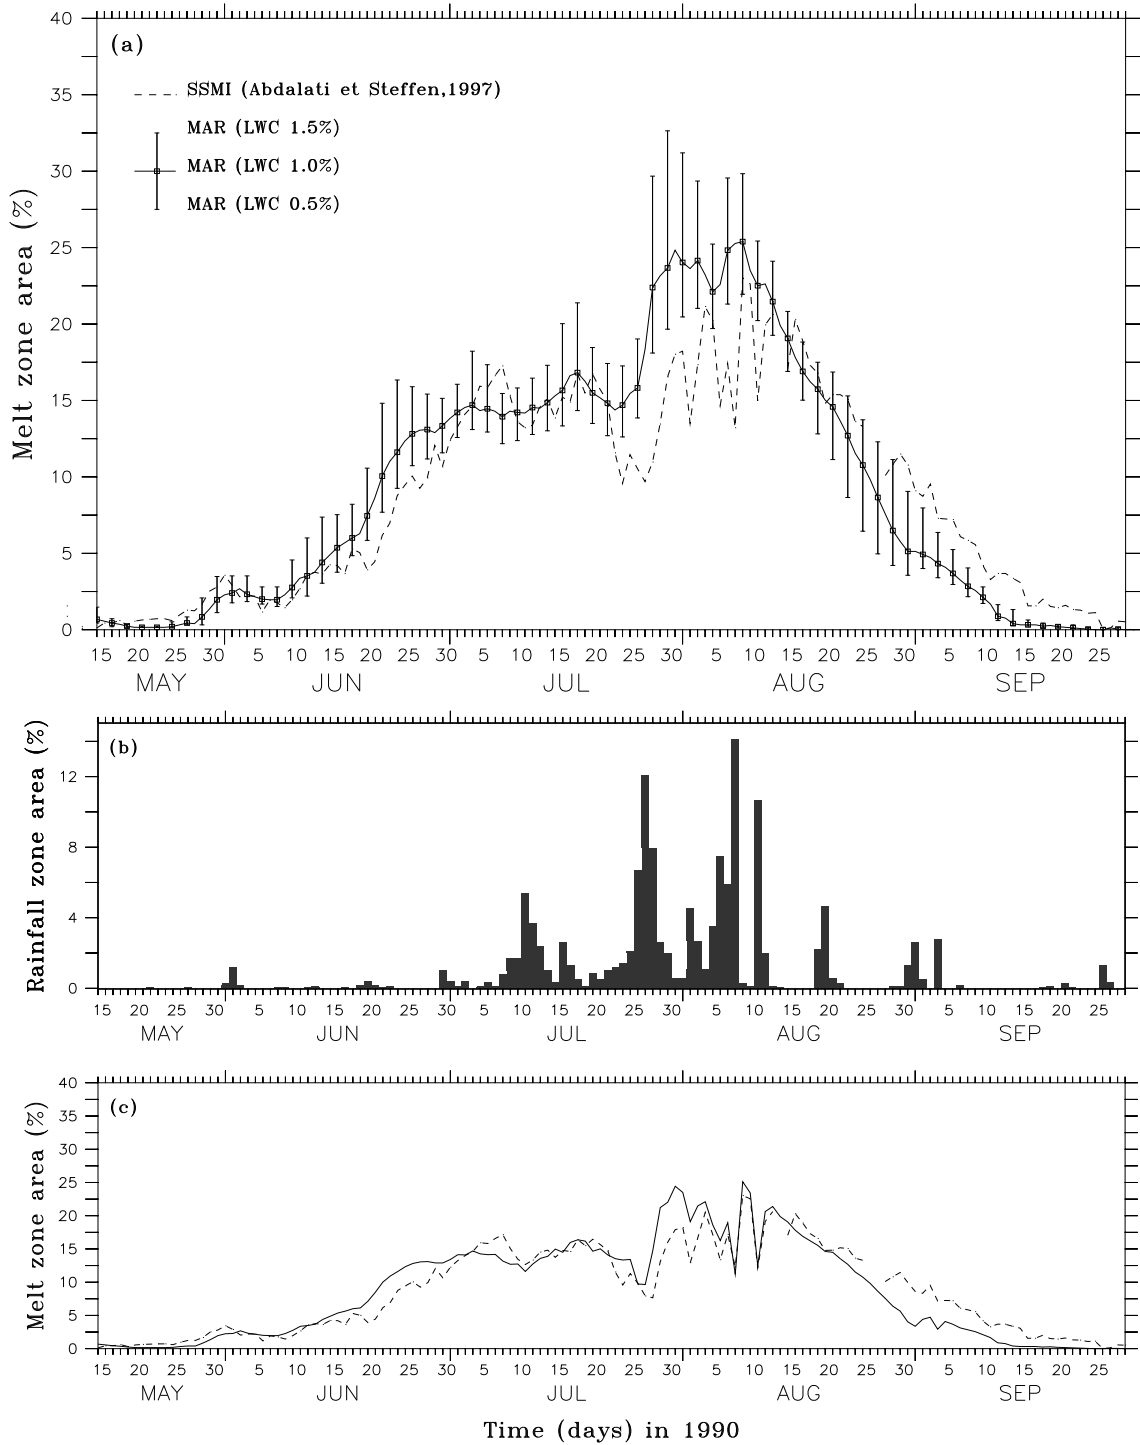 (a)
40
35
30
25
20
15
10
5
0
Melt zone area (%)
SSMI (Abdalati et Steffen,1997)
MAR (LWC 1.5%)
MAR (LWC 1.0%)
MAR (LWC 0.5%)
15 20 25 30 5 10 15 20 25 30 5 10 15 20 25 30 5 10 15 20 25 30 5 10 15 20 25
MAY JUN JUL AUG SEP
(b)
12
8
4
0
Rainfall zone area (%)
15 20 25 30 5 10 15 20 25 30 5 10 15 20 25 30 5 10 15 20 25 30 5 10 15 20 25
MAY JUN JUL AUG SEP
(c)
40
35
30
25
20
15
10
5
0
Melt zone area (%)
15 20 25 30 5 10 15 20 25 30 5 10 15 20 25 30 5 10 15 20 25 30 5 10 15 20 25
MAY JUN JUL AUG SEP
Time (days) in 1990